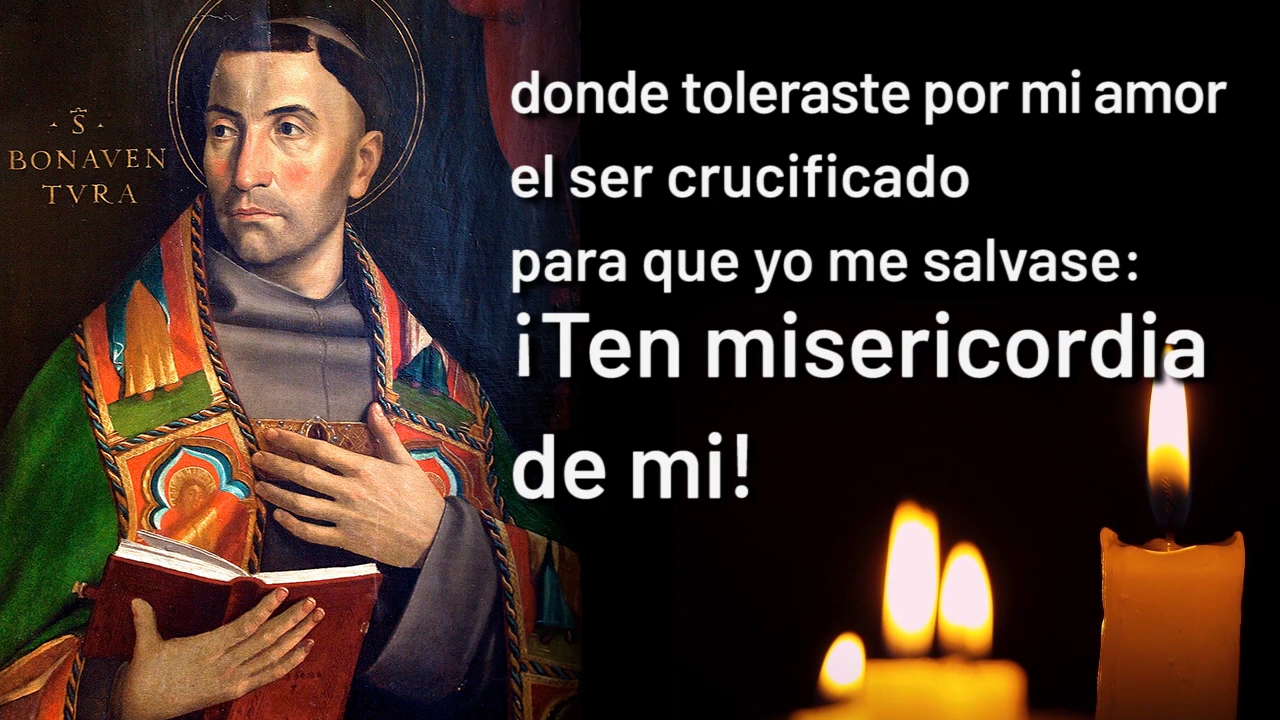 S
BONAVEN
TVRA
donde toleraste por mi amor
el ser crucificado
para que yo me salvase:
¡Ten misericordia
de mi!